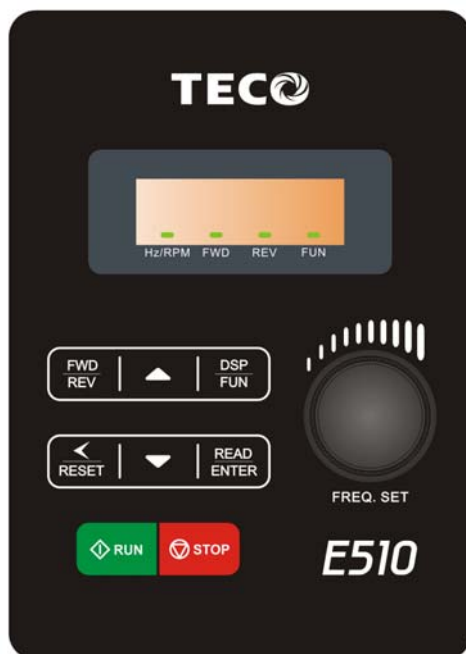 TECO
Hz/RPM FWD REV FUN
FWD
REV
DSP
FUN
<
RESET
READ
ENTER
FREQ. SET
RUN STOP
E510